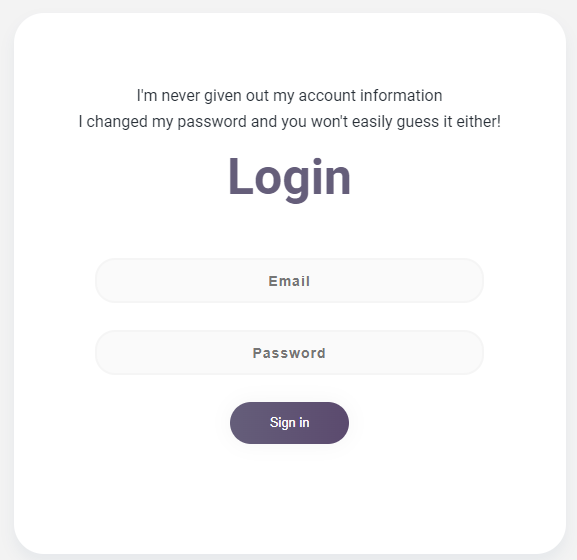 I'm never given out my account information
I changed my password and you won't easily guess it either!
Login
Email
Password
Sign in